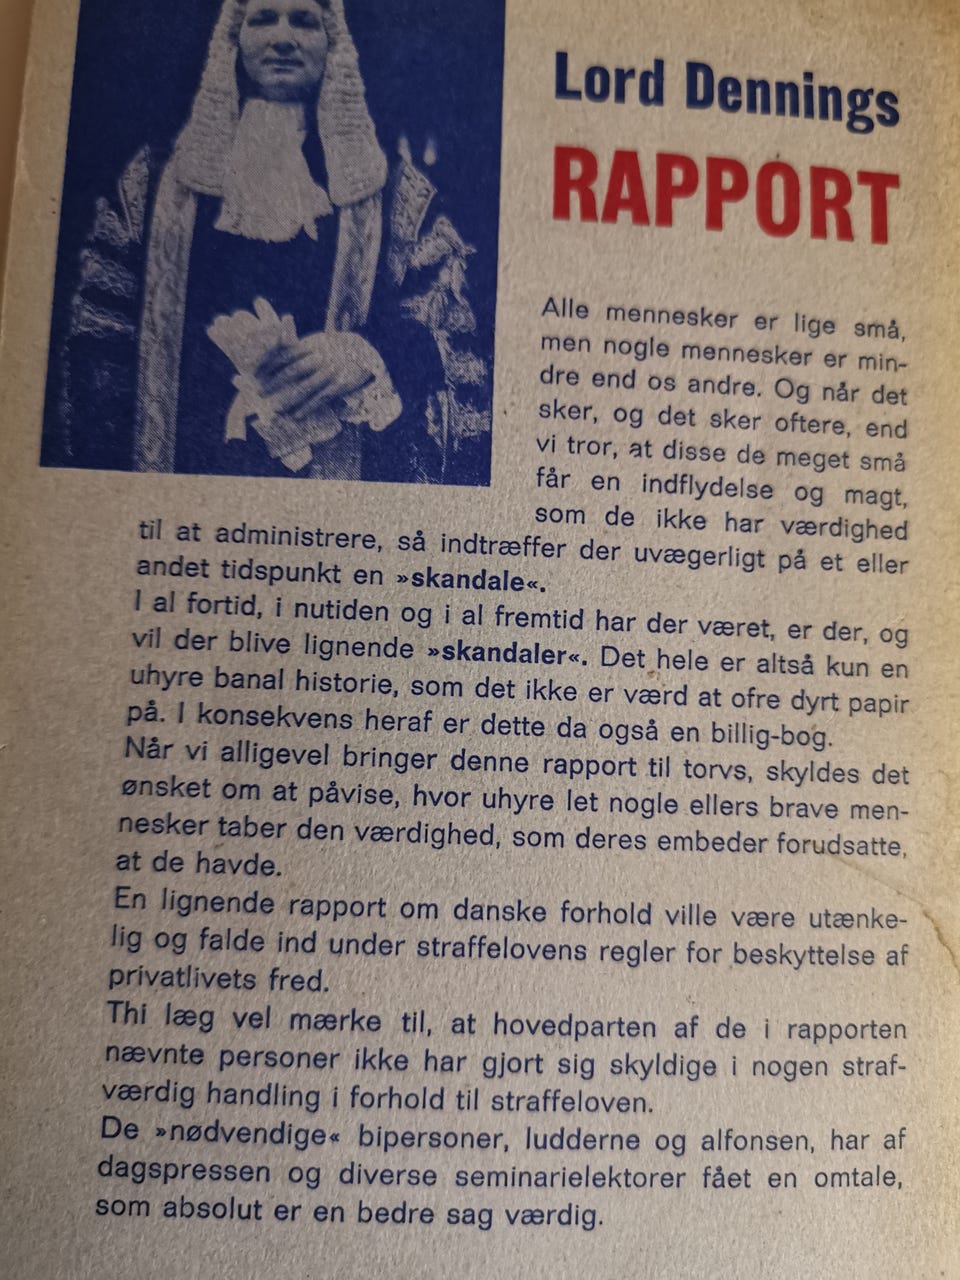 Lord Dennings
RAPPORT
Alle mennesker er lige små,
men nogle mennesker er min-
dre end os andre. Og når det
sker, og det sker oftere, end
vi tror, at disse de meget små
får en indflydelse og magt,
som de ikke har værdighed
til at administrere, så indtræffer der uvægerligt på et eller
andet tidspunkt en »skandale«.
I al fortid, i nutiden og i al fremtid har der været, er der, og
vil der blive lignende »skandaler«. Det hele er altså kun en
uhyre banal historie, som det ikke er værd at ofre dyrt papir
på. I konsekvens heraf er dette da også en billig-bog.
Når vi alligevel bringer denne rapport til torvs, skyldes det
ønsket om at påvise, hvor uhyre let nogle ellers brave men-
nesker taber den værdighed, som deres embeder forudsatte,
at de havde.
En lignende rapport om danske forhold ville være utænke-
lig og falde ind under straffelovens regler for beskyttelse af
privatlivets fred.
Thi læg vel mærke til, at hovedparten af de i rapporten
nævnte personer ikke har gjort sig skyldige i nogen straf-
værdig handling i forhold til straffeloven.
De »nødvendige« bipersoner, ludderne og alfonsen, har af
dagspressen og diverse seminarielektorer fået en omtale,
som absolut er en bedre sag værdig.